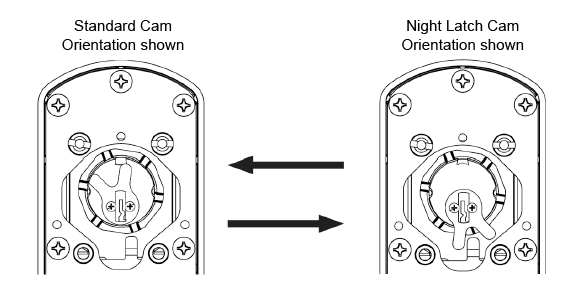 Standard Cam
Orientation shown
Night Latch Cam
Orientation shown